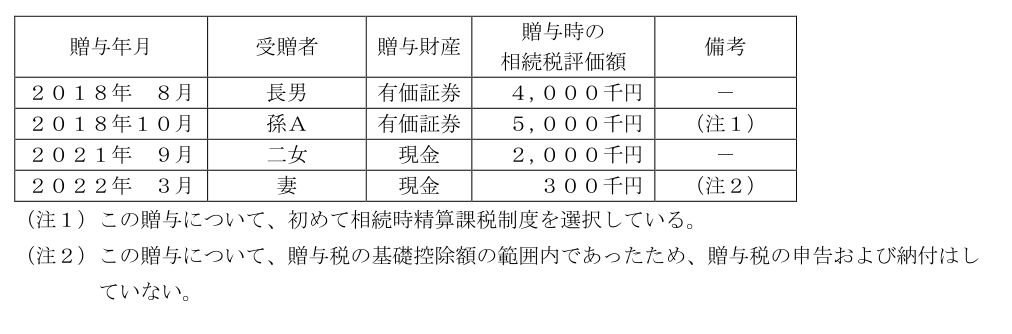 贈与年月 受贈者 贈与財産 贈与時の
相続税評価額 備考
2018年 8月 長男 有価証券 4,000千円 －
2018年10月 孫A 有価証券 5,000千円 （注1）
2021年 9月 二女 現金 2,000千円 －
2022年 3月 妻 現金 300千円 （注2）
（注1）この贈与について、初めて相続時精算課税制度を選択している。
（注2）この贈与について、贈与税の基礎控除額の範囲内であったため、贈与税の申告および納付はし
ていない。